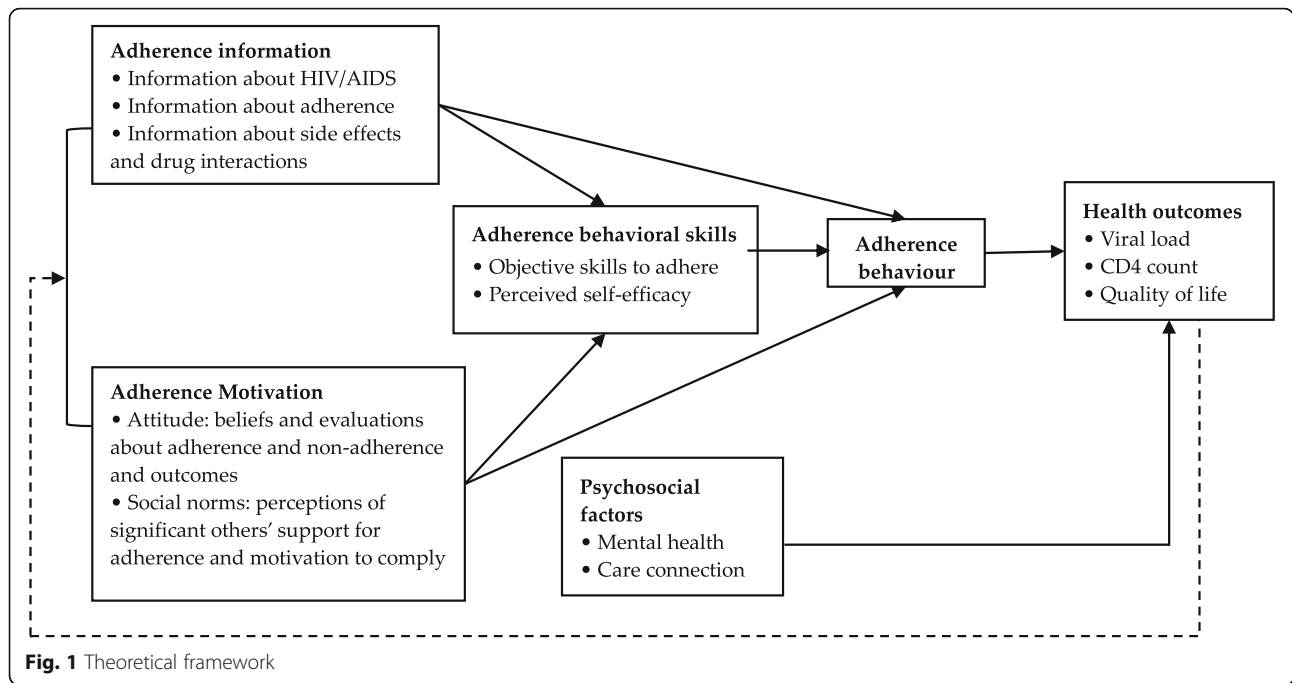 Adherence information
• Information about HIV/AIDS
• Information about adherence
• Information about side effects
and drug interactions
Adherence behavioral skills
• Objective skills to adhere
• Perceived self-efficacy
Adherence
behaviour
Health outcomes
• Viral load
• CD4 count
• Quality of life
Adherence Motivation
• Attitude: beliefs and evaluations
about adherence and non-adherence
and outcomes
• Social norms: perceptions of
significant others’ support for
adherence and motivation to comply
Psychosocial
factors
• Mental health
• Care connection
Fig. 1 Theoretical framework